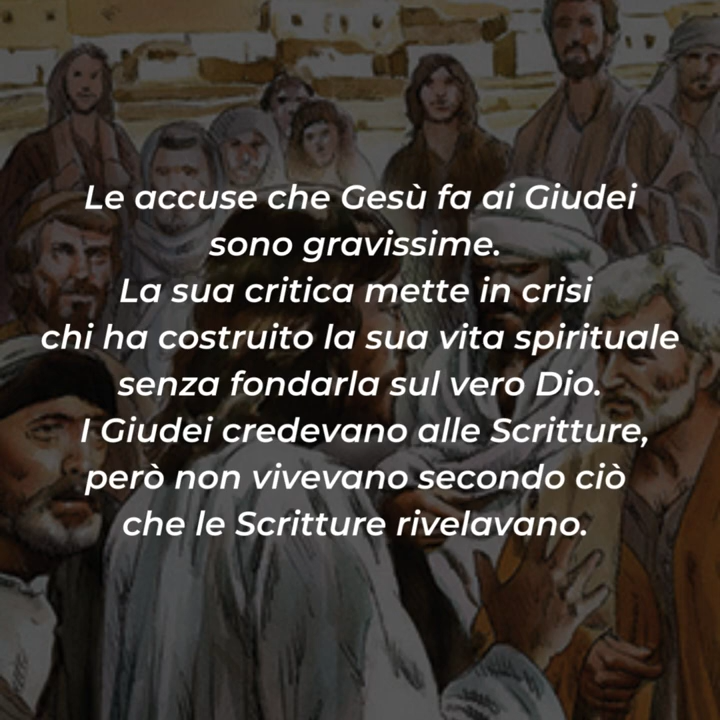 Le accuse che Gesù fa ai Giudei
sono gravissime.
La sua critica mette in crisi
chi ha costruito la sua vita spirituale
senza fondarla sul vero Dio.
I Giudei credevano alle Scritture,
però non vivevano secondo ciò
che le Scritture rivelavano.